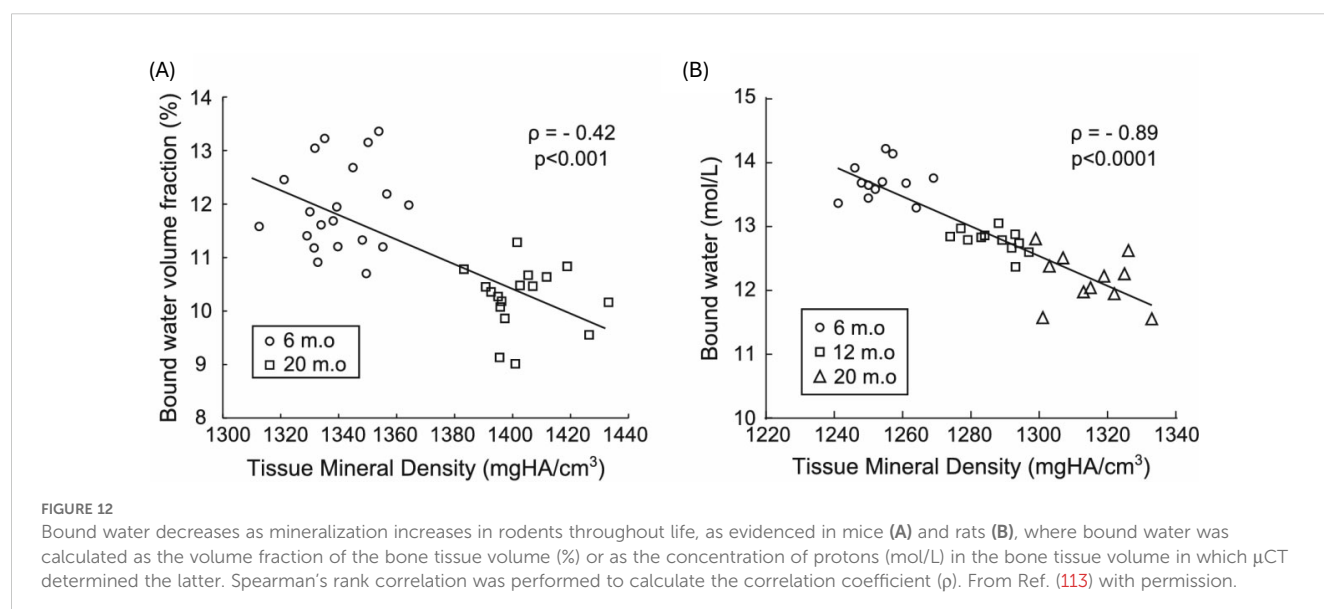 (A)
Bound water volume fraction (%)
14
13
12
11
10
9
8
ρ = - 0.42
p<0.001
6 m.o
20 m.o
1300 1320 1340 1360 1380 1400 1420 1440
Tissue Mineral Density (mgHA/cm³)
(B)
Bound water (mol/L)
15
14
13
12
11
10
ρ = - 0.89
p<0.0001
6 m.o
12 m.o
20 m.o
1220 1240 1260 1280 1300 1320 1340
Tissue Mineral Density (mgHA/cm³)
FIGURE 12
Bound water decreases as mineralization increases in rodents throughout life, as evidenced in mice (A) and rats (B), where bound water was
calculated as the volume fraction of the bone tissue volume (%) or as the concentration of protons (mol/L) in the bone tissue volume in which μCT
determined the latter. Spearman's rank correlation was performed to calculate the correlation coefficient (ρ). From Ref. (113) with permission.